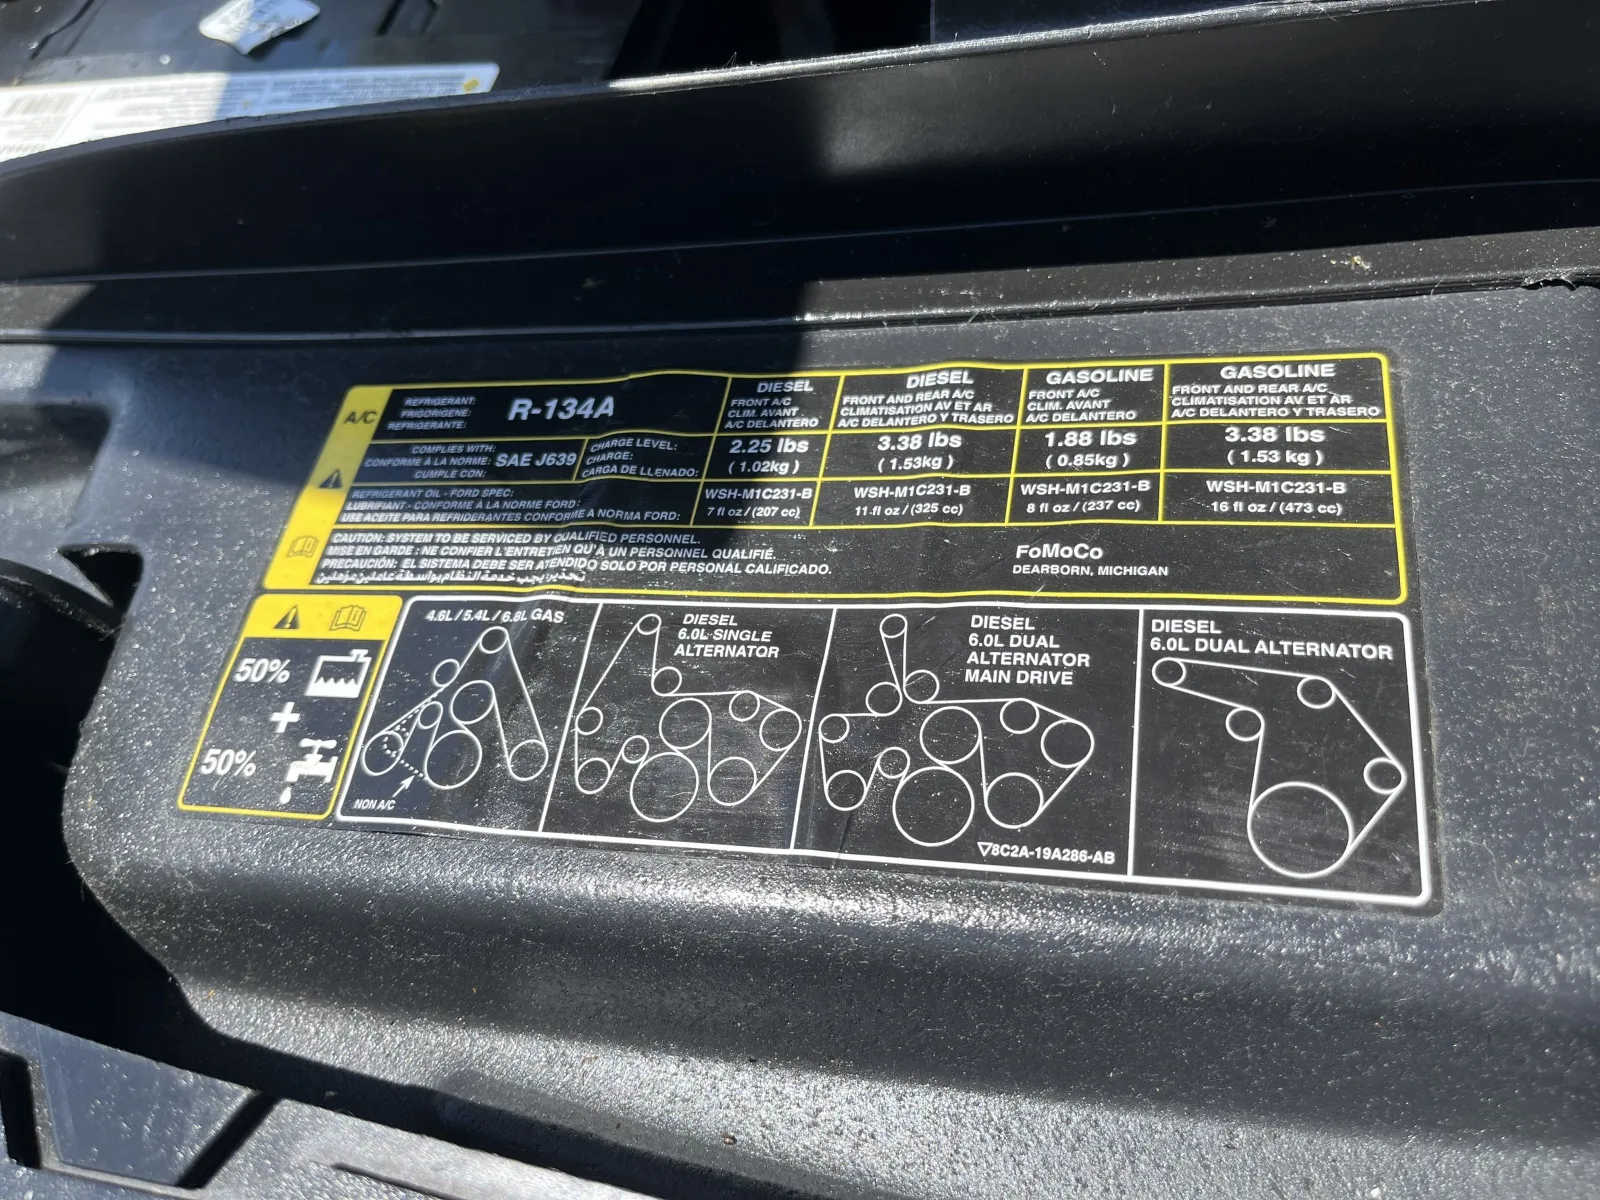 A/C
REFRIGERANT:
FRIGORIGENE:
REFRIGERANTE:
R-134A
COMPLIES WITH:
CONFORME À LA NORME:
CUMPLE CON:
SAE J639
CHARGE LEVEL:
CHARGE:
CARGA DE LLENADO:
DIESEL
FRONT A/C
CLIM. AVANT
A/C DELANTERO
2.25 lbs
(1.02kg)
DIESEL
FRONT AND REAR A/C
CLIMATISATION AV ET AR
A/C DELANTERO Y TRASERO
3.38 lbs
(1.53kg)
GASOLINE
FRONT A/C
CLIM. AVANT
A/C DELANTERO
1.88 lbs
(0.85kg)
GASOLINE
FRONT AND REAR A/C
CLIMATISATION AV ET AR
A/C DELANTERO Y TRASERO
3.38 lbs
(1.53 kg)
REFRIGERANT OIL - FORD SPEC:
LUBRIFIANT - CONFORME À LA NORME FORD:
USE ACEITE PARA REFRIDERANTES CONFORME A NORMA FORD:
WSH-M1C231-B
7 fl oz / (207 cc)
WSH-M1C231-B
11 fl oz / (325 cc)
WSH-M1C231-B
8 fl oz / (237 cc)
WSH-M1C231-B
16 fl oz / (473 cc)
CAUTION: SYSTEM TO BE SERVICED BY QUALIFIED PERSONNEL.
MISE EN GARDE : NE CONFIER L'ENTRETIEN QU'À UN PERSONNEL QUALIFIÉ.
PRECAUCIÓN: EL SISTEMA DEBE SER ATENDIDO SOLO POR PERSONAL CALIFICADO.
تحذير: يجب خدمة النظام بواسطة عاملين مؤهلين
FoMoCo
DEARBORN, MICHIGAN
50%
+
50%
4.6L / 5.4L / 6.8L GAS
NON A/C
DIESEL
6.0L SINGLE
ALTERNATOR
DIESEL
6.0L DUAL
ALTERNATOR
MAIN DRIVE
8C2A-19A286-AB
DIESEL
6.0L DUAL ALTERNATOR